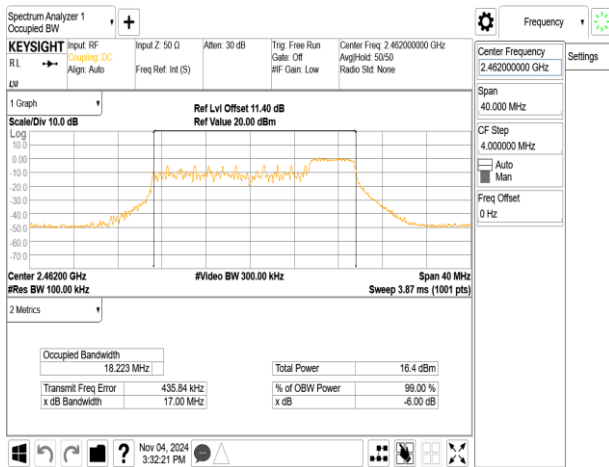 Spectrum Analyzer 1
Occupied BW
Frequency
KEYSIGHT
RL
LXI
Input: RF
Coupling: DC
Align: Auto
Input Z: 50 Ω
Freq Ref: Int (S)
Atten: 30 dB
Trig: Free Run
Gate: Off
#IF Gain: Low
Center Freq: 2.462000000 GHz
Avg|Hold: 50/50
Radio Std: None
Center Frequency
2.462000000 GHz
Settings
Span
40.000 MHz
CF Step
4.000000 MHz
Auto
Man
Freq Offset
0 Hz
1 Graph
Scale/Div 10.0 dB
Ref Lvl Offset 11.40 dB
Ref Value 20.00 dBm
Log
10.0
0.00
-10.0
-20.0
-30.0
-40.0
-50.0
-60.0
-70.0
Center 2.46200 GHz
#Res BW 100.00 kHz
#Video BW 300.00 kHz
Span 40 MHz
Sweep 3.87 ms (1001 pts)
2 Metrics
Occupied Bandwidth
18.223 MHz
Transmit Freq Error 435.84 kHz
x dB Bandwidth 17.00 MHz
Total Power 16.4 dBm
% of OBW Power 99.00 %
x dB -6.00 dB
?
Nov 04, 2024
3:32:21 PM